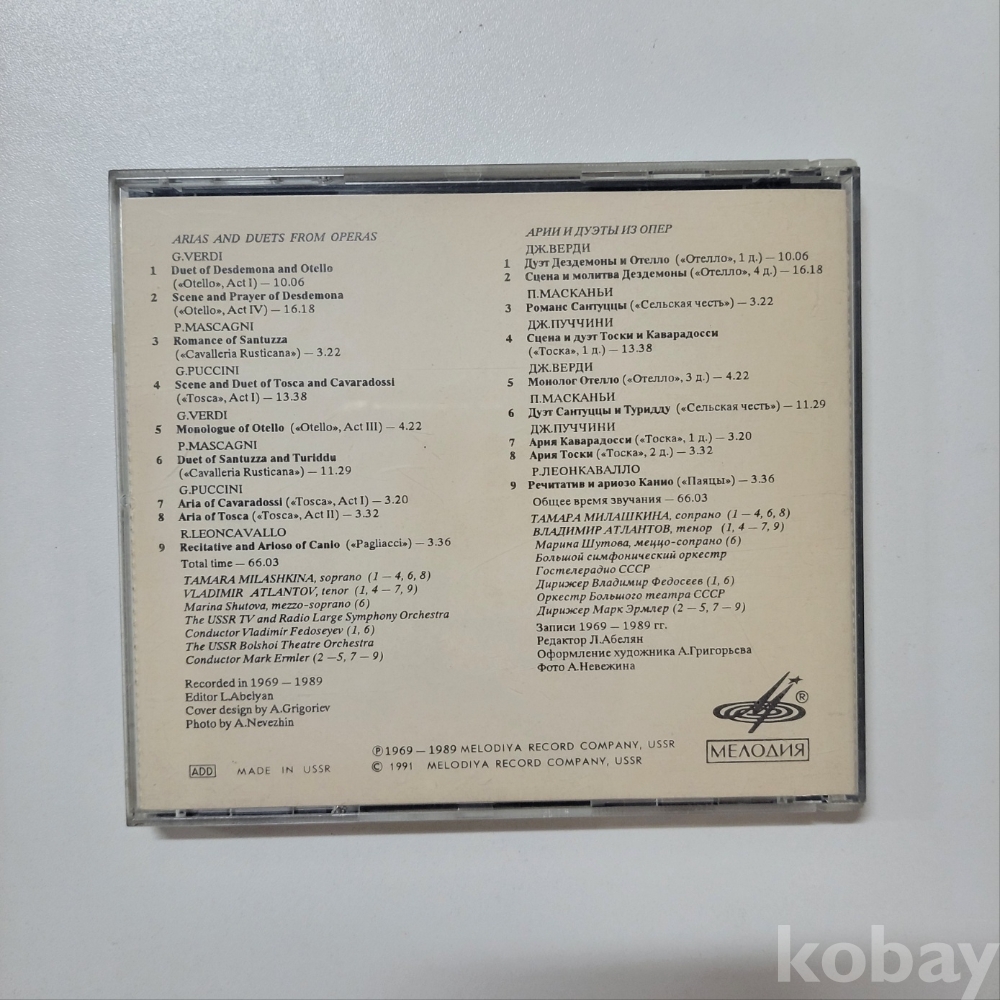 ARIAS AND DUETS FROM OPERAS
G.VERDI
1 Duet of Desdemona and Otello
(«Otello», Act I) — 10.06
2 Scene and Prayer of Desdemona
(«Otello», Act IV) — 16.18
P.MASCAGNI
3 Romance of Santuzza
(«Cavalleria Rusticana») — 3.22
G.PUCCINI
4 Scene and Duet of Tosca and Cavaradossi
(«Tosca», Act I) — 13.38
G.VERDI
5 Monologue of Otello («Otello», Act III) — 4.22
P.MASCAGNI
6 Duet of Santuzza and Turiddu
(«Cavalleria Rusticana») — 11.29
G.PUCCINI
7 Aria of Cavaradossi («Tosca», Act I) — 3.20
8 Aria of Tosca («Tosca», Act II) — 3.32
R.LEONCAVALLO
9 Recitative and Arioso of Canio («Pagliacci») — 3.36
Total time — 66.03
TAMARA MILASHKINA, soprano (1 — 4, 6, 8)
VLADIMIR ATLANTOV, tenor (1, 4 — 7, 9)
Marina Shutova, mezzo-soprano (6)
The USSR TV and Radio Large Symphony Orchestra
Conductor Vladimir Fedoseyev (1, 6)
The USSR Bolshoi Theatre Orchestra
Conductor Mark Ermler (2 —5, 7 — 9)
Recorded in 1969 — 1989
Editor L.Abelyan
Cover design by A.Grigoriev
Photo by A.Nevezhin
АРИИ И ДУЭТЫ ИЗ ОПЕР
ДЖ.ВЕРДИ
1 Дуэт Дездемоны и Отелло («Отелло», 1 д.) — 10.06
2 Сцена и молитва Дездемоны («Отелло», 4 д.) — 16.18
П.МАСКАНЬИ
3 Романс Сантуццы («Сельская честь») — 3.22
ДЖ.ПУЧЧИНИ
4 Сцена и дуэт Тоски и Каварадосси
(«Тоска», 1 д.) — 13.38
ДЖ.ВЕРДИ
5 Монолог Отелло («Отелло», 3 д.) — 4.22
П.МАСКАНЬИ
6 Дуэт Сантуццы и Туридду («Сельская честь») — 11.29
ДЖ.ПУЧЧИНИ
7 Ария Каварадосси («Тоска», 1 д.) — 3.20
8 Ария Тоски («Тоска», 2 д.) — 3.32
Р.ЛЕОНКАВАЛЛО
9 Речитатив и ариозо Канио («Паяцы») — 3.36
Общее время звучания — 66.03
ТАМАРА МИЛАШКИНА, сопрано (1 — 4, 6, 8)
ВЛАДИМИР АТЛАНТОВ, тенор (1, 4 — 7, 9)
Марина Шутова, меццо-сопрано (6)
Большой симфонический оркестр
Гостелерадио СССР
Дирижер Владимир Федосеев (1, 6)
Оркестр Большого театра СССР
Дирижер Марк Эрмлер (2 — 5, 7 — 9)
Записи 1969 — 1989 гг.
Редактор Л.Абелян
Оформление художника А.Григорьева
Фото А.Невежина
®
МЕЛОДИЯ
℗ 1969 — 1989 MELODIYA RECORD COMPANY, USSR
ADD MADE IN USSR © 1991 MELODIYA RECORD COMPANY, USSR
kobay